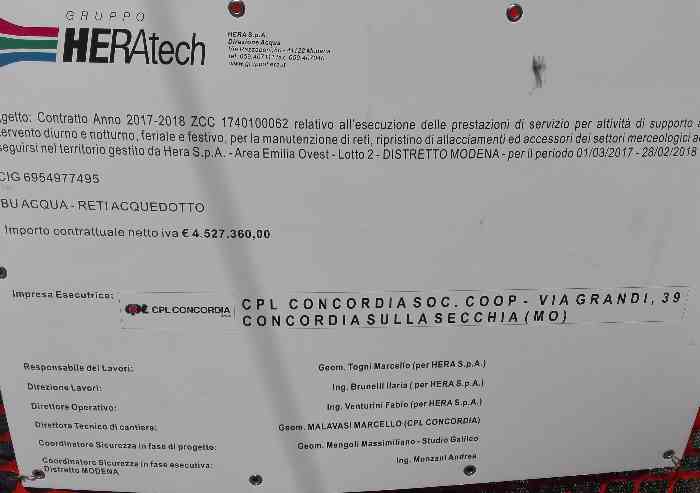 GRUPPO
HERAtech
HERA S.p.A.
Direzione Acqua
Modena
getto: Contratto Anno 2017-2018 ZCC 1740100062 relativo all'esecuzione delle prestazioni di servizio per attività di supporto a
ervento diurno e notturno, feriale e festivo, per la manutenzione di reti, ripristino di allacciamenti ed accessori dei settori merceologici ac
seguirsi nel territorio gestito da Hera S.p.A. - Area Emilia Ovest - Lotto 2 - DISTRETTO MODENA - per il periodo 01/03/2017 - 28/02/2018
CIG 6954977495
BU ACQUA - RETI ACQUEDOTTO
Importo contrattuale netto iva € 4.527.360,00
Impresa Esecutrice:
CPL CONCORDIA
CPL CONCORDIA SOC. COOP - VIA GRANDI, 39
CONCORDIA SULLA SECCHIA (MO)
Responsabile dei Lavori: Geom. Togni Marcello (per HERA S.p.A.)
Direzione Lavori: Ing. Brunelli Ilaria ( per HERA S.p.A.)
Direttore Operativo: Ing. Venturini Fabio (per HERA S.p.A.)
Direttore Tecnico di cantiere: Geom. MALAVASI MARCELLO (CPL CONCORDIA)
Coordinatore Sicurezza in fase di progetto: Geom. Mengoli Massimiliano - Studio Galileo
Coordinatore Sicurezza in fase esecutiva: Ing. Monzani Andrea
Distretto MODENA